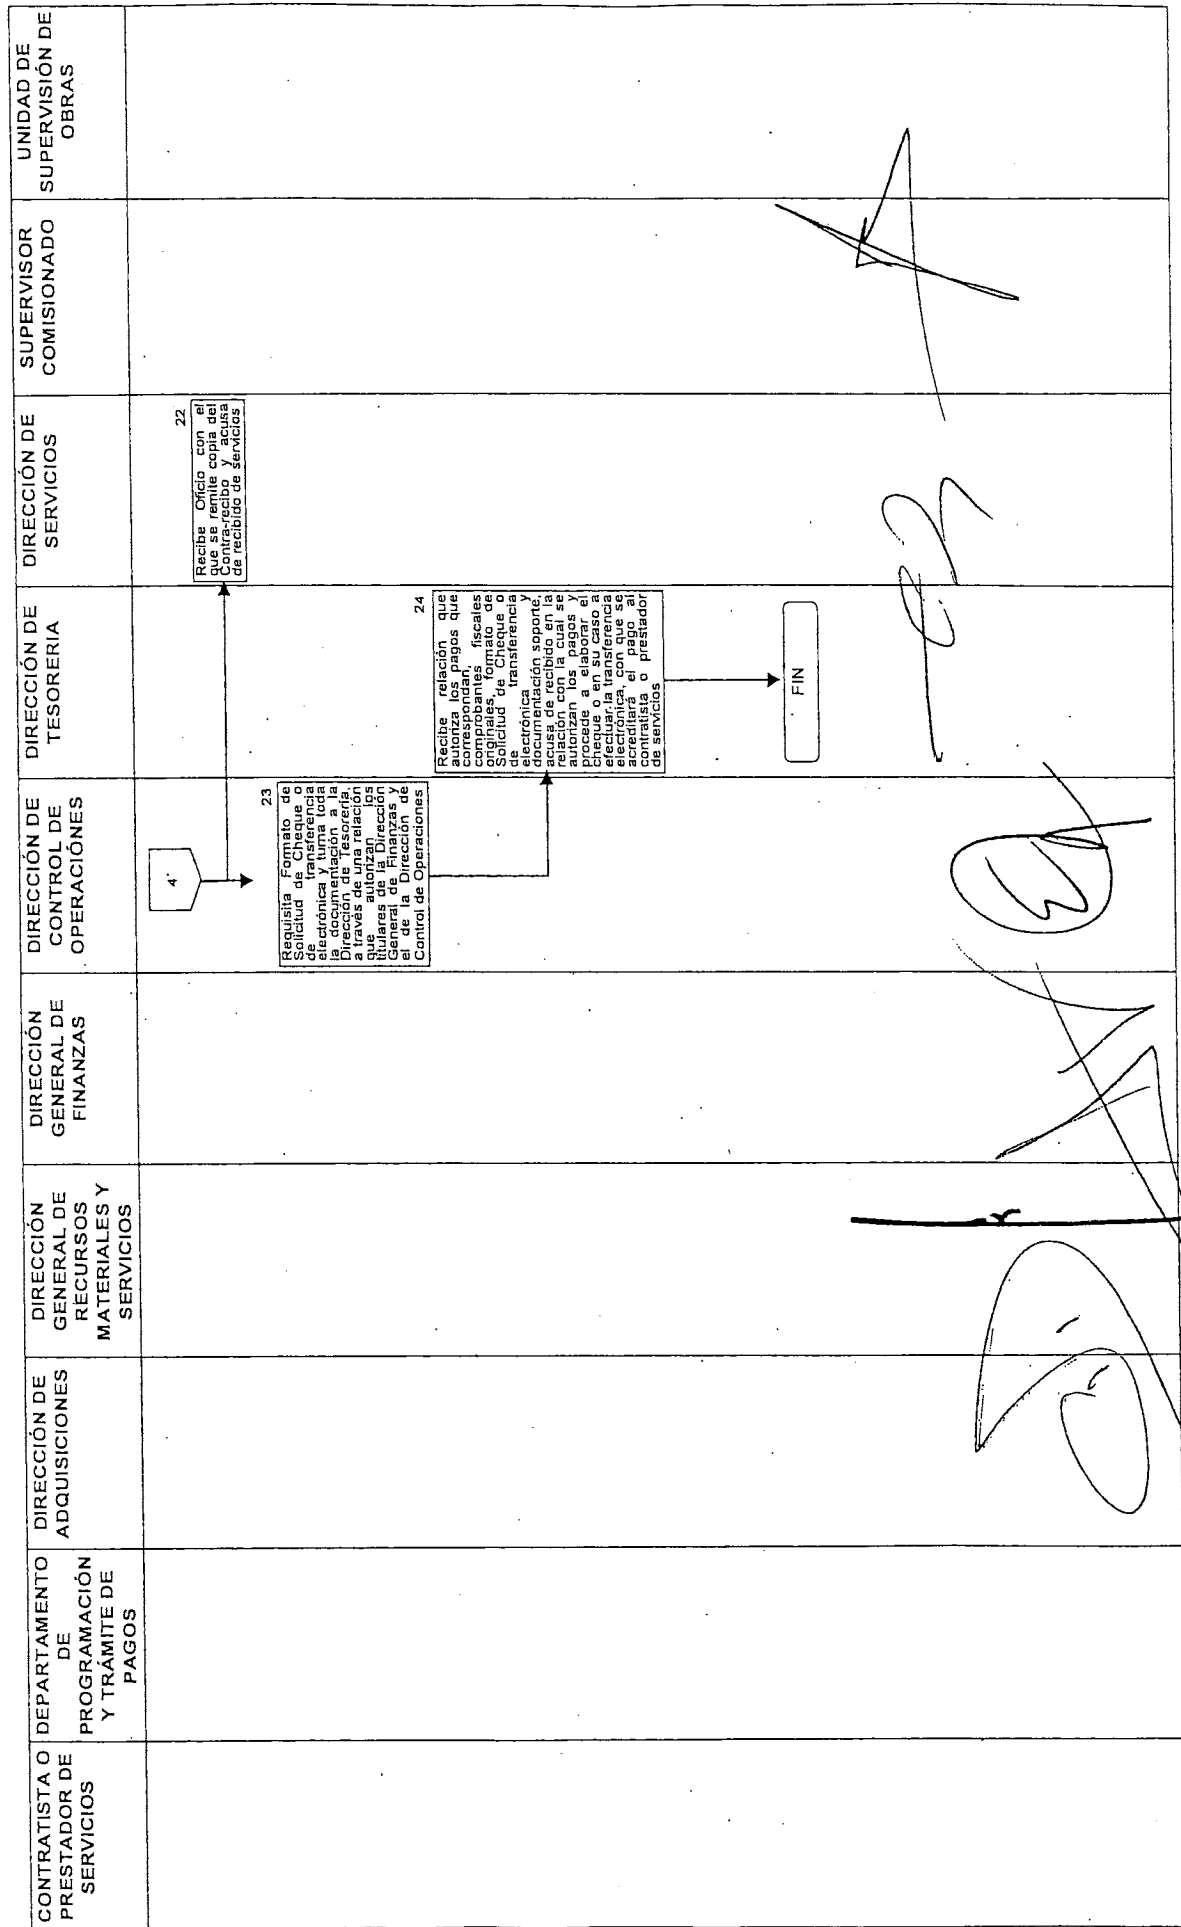 CONTRATISTA O
PRESTADOR DE
SERVICIOS
DEPARTAMENTO
DE
PROGRAMACIÓN
Y TRÁMITE DE
PAGOS
DIRECCIÓN DE
ADQUISICIONES
DIRECCIÓN
GENERAL DE
RECURSOS
MATERIALES Y
SERVICIOS
DIRECCIÓN
GENERAL DE
FINANZAS
DIRECCIÓN DE
CONTROL DE
OPERACIÓNES
DIRECCIÓN DE
TESORERIA
DIRECCIÓN DE
SERVICIOS
SUPERVISOR
COMISIONADO
UNIDAD DE
SUPERVISIÓN DE
OBRAS
4'
22
Recibe Oficio con el
que se remite copia del
Contra-recibo y acusa
de recibido de servicios
23
Requisita Formato de
Solicitud de Cheque o
de transferencia
electrónica y turna toda
la documentación a la
Dirección de Tesorería,
a través de una relación
que autorizan los
titulares de la Dirección
General de Finanzas y
el de la Dirección de
Control de Operaciones
24
Recibe relación que
autoriza los pagos que
correspondan,
comprobantes fiscales
originales, formato de
Solicitud de Cheque o
de transferencia
electrónica y
documentación soporte,
acusa de recibido en la
relación con la cual se
autorizan los pagos y
procede a elaborar el
cheque o en su caso a
efectuar la transferencia
electrónica, con que se
acreditará el pago al
contratista o prestador
de servicios
FIN